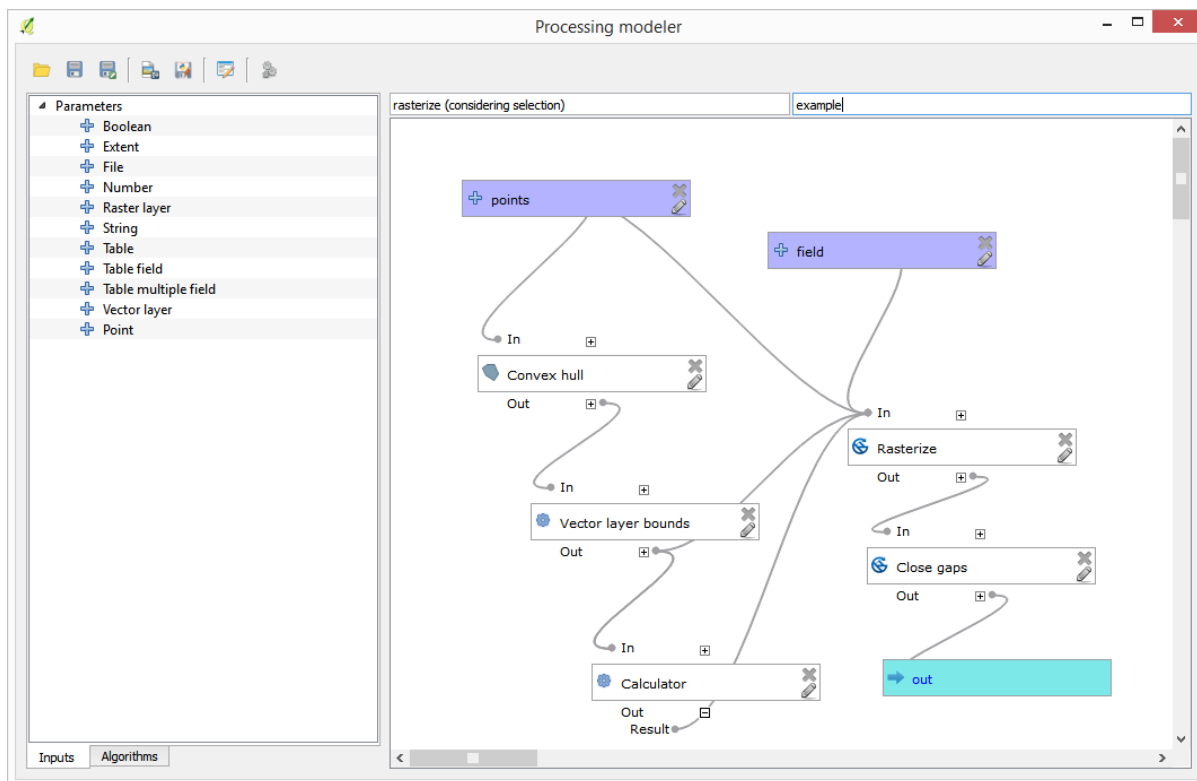 Processing modeler
Parameters
Boolean
Extent
File
Number
Raster layer
String
Table
Table field
Table multiple field
Vector layer
Point
Inputs
Algorithms
rasterize (considering selection)
example
points
field
In
Convex hull
Out
In
Rasterize
Out
In
Vector layer bounds
Out
In
Close gaps
Out
In
Calculator
Out
Result
out